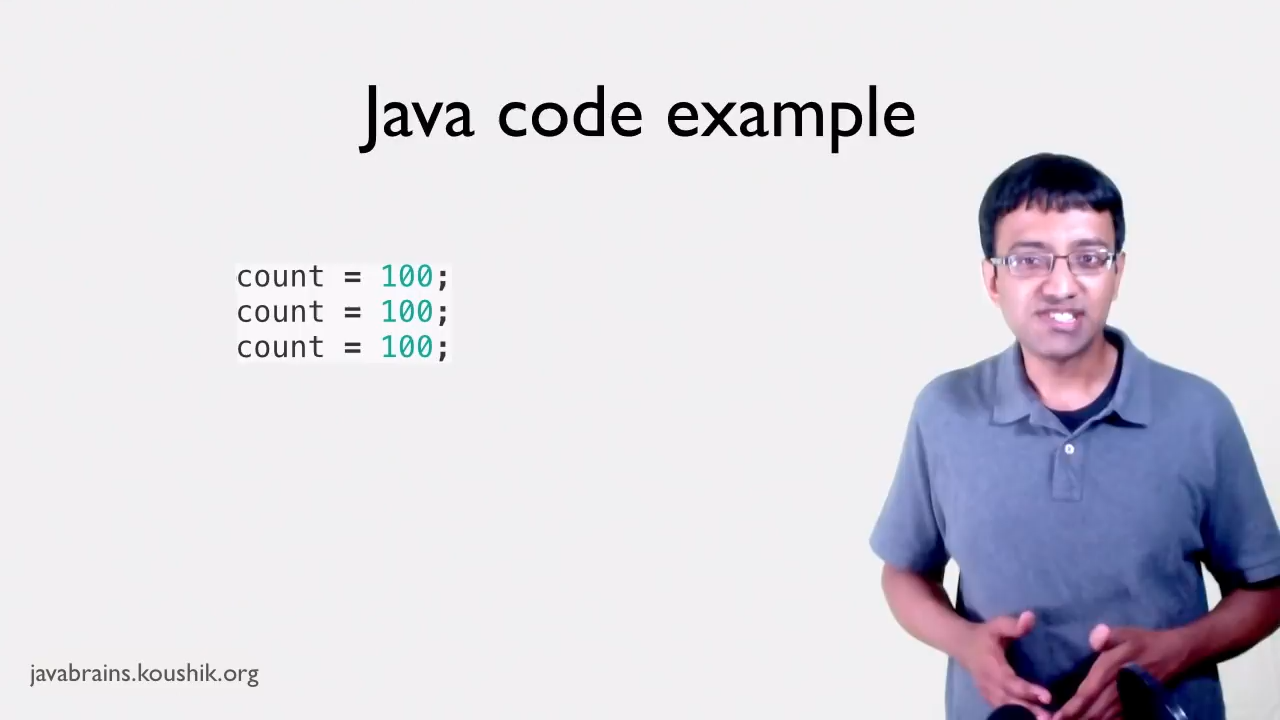 Java code example
count = 100;
count = 100;
count = 100;
javabrains.koushik.org